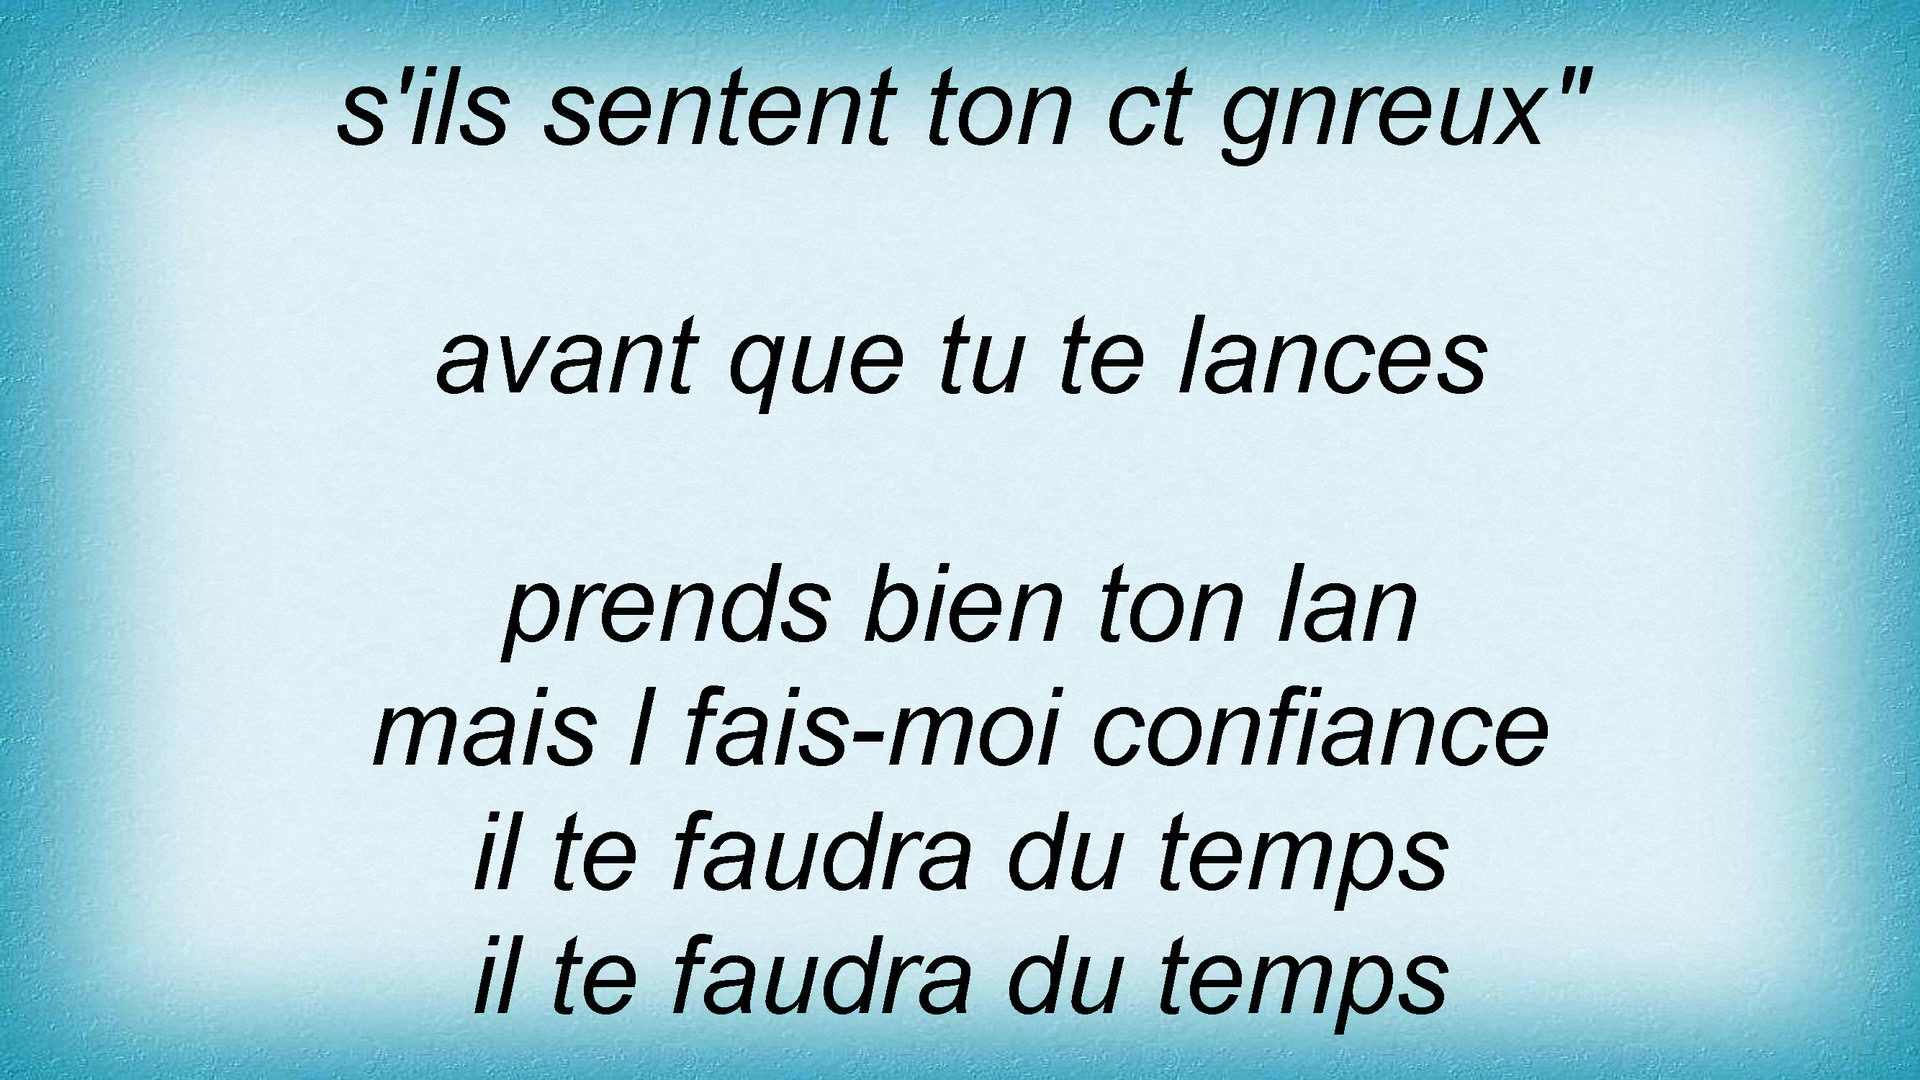 s'ils sentent ton ct gnreux"
avant que tu te lances
prends bien ton lan
mais l fais-moi confiance
il te faudra du temps
il te faudra du temps